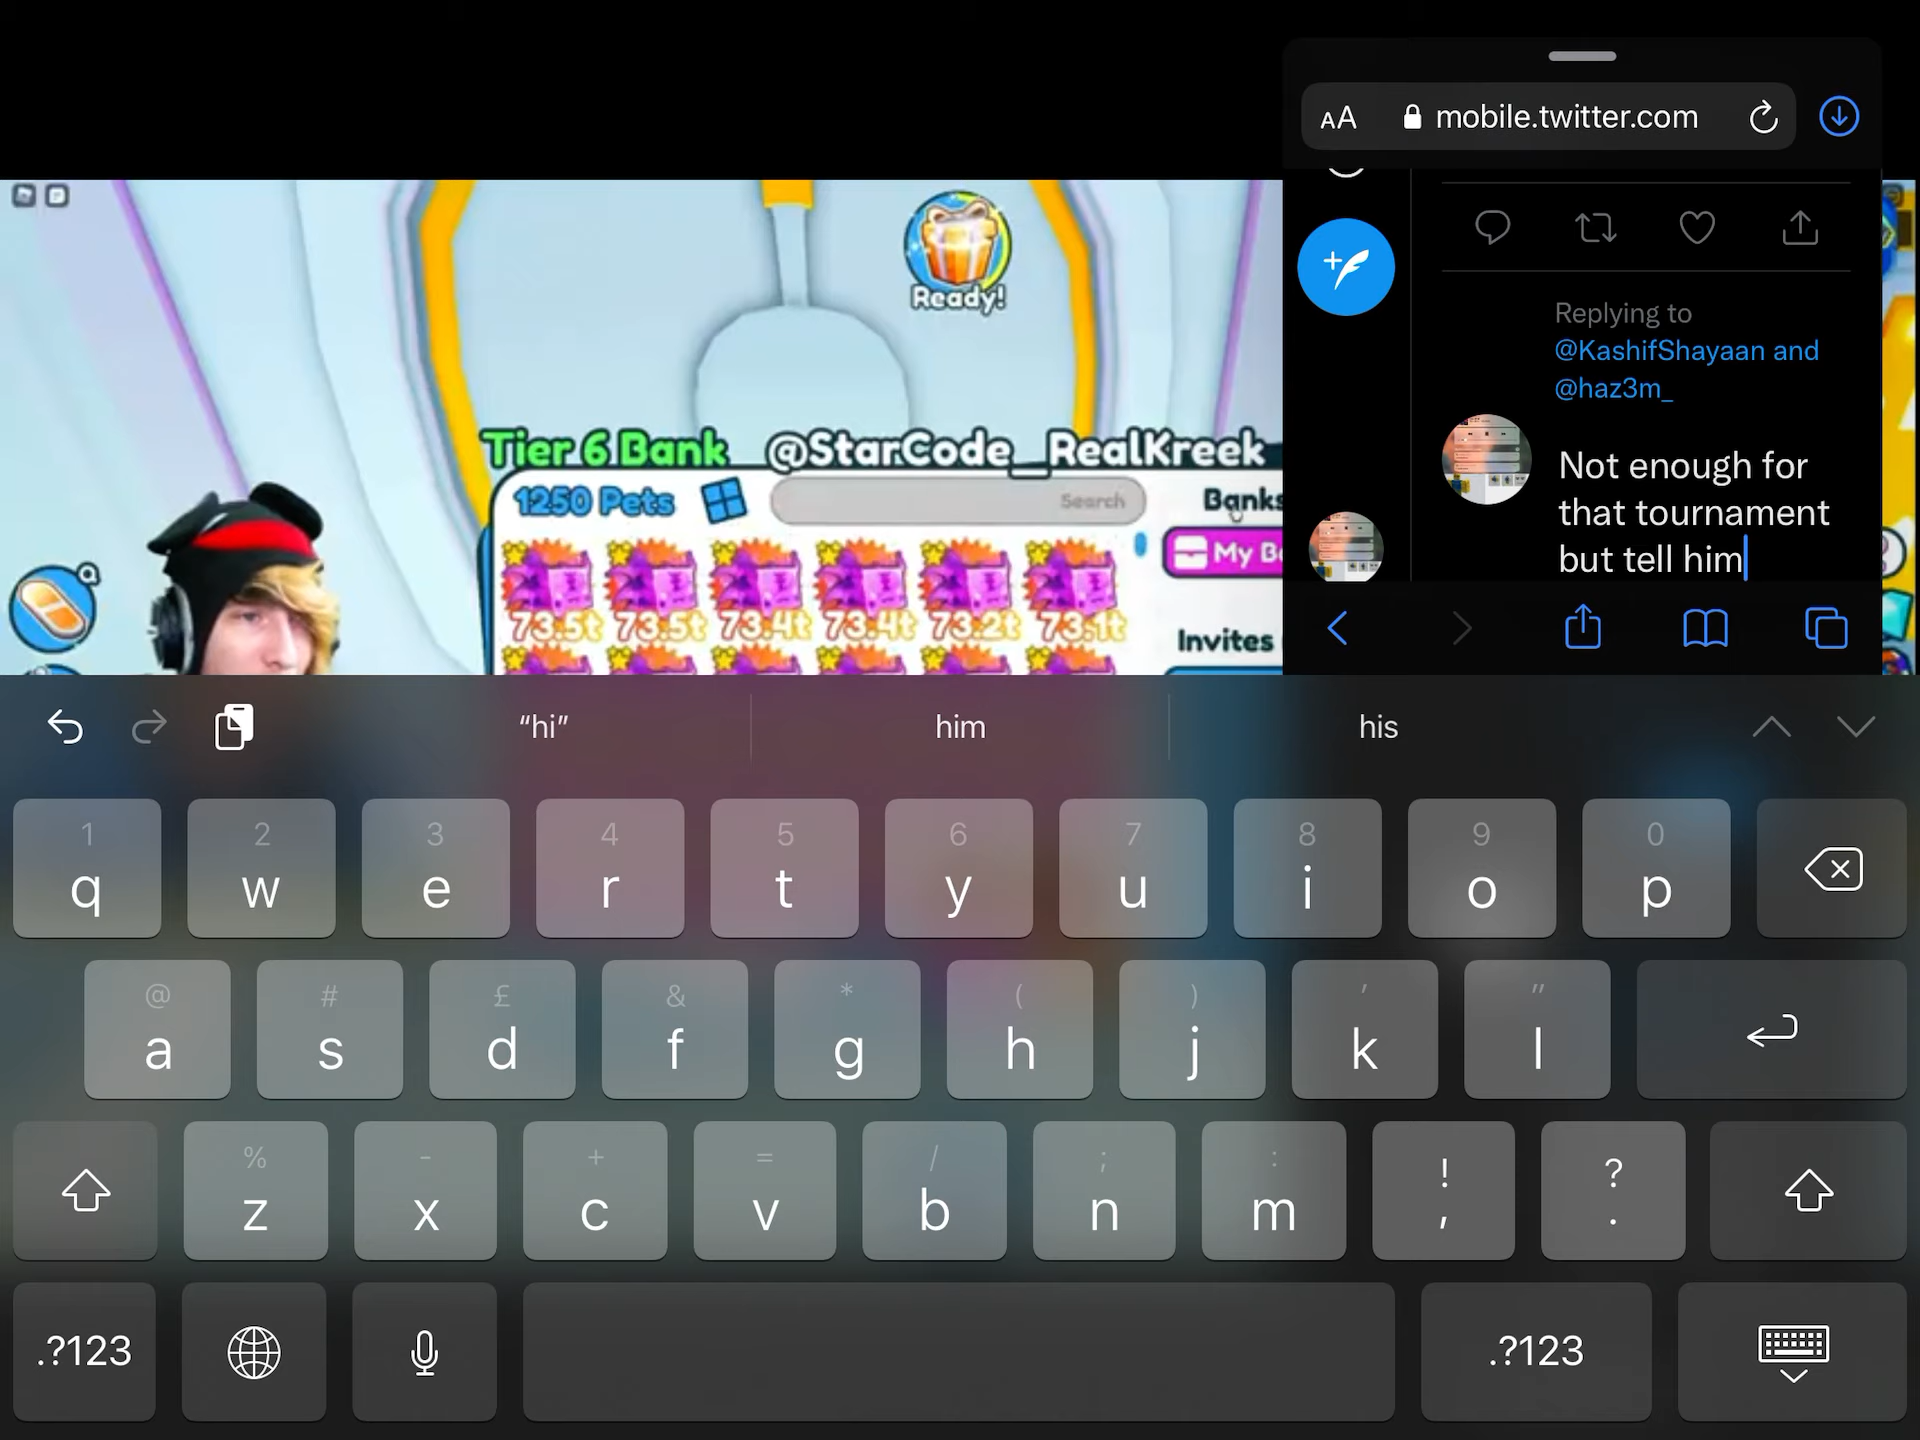 AA mobile.twitter.com
Ready!
Tier 6 Bank @StarCode_RealKreek
1250 Pets Search Banks
My B
73.5t 73.5t 73.4t 73.4t 73.2t 73.1t
Invites
Replying to
@KashifShayaan and
@haz3m_
Not enough for
that tournament
but tell him
“hi” him his
1 2 3 4 5 6 7 8 9 0
q w e r t y u i o p
@ # £ & * ( ) ' "
a s d f g h j k l
% - + = / ; : ! ?
z x c v b n m , .
.?123 .?123